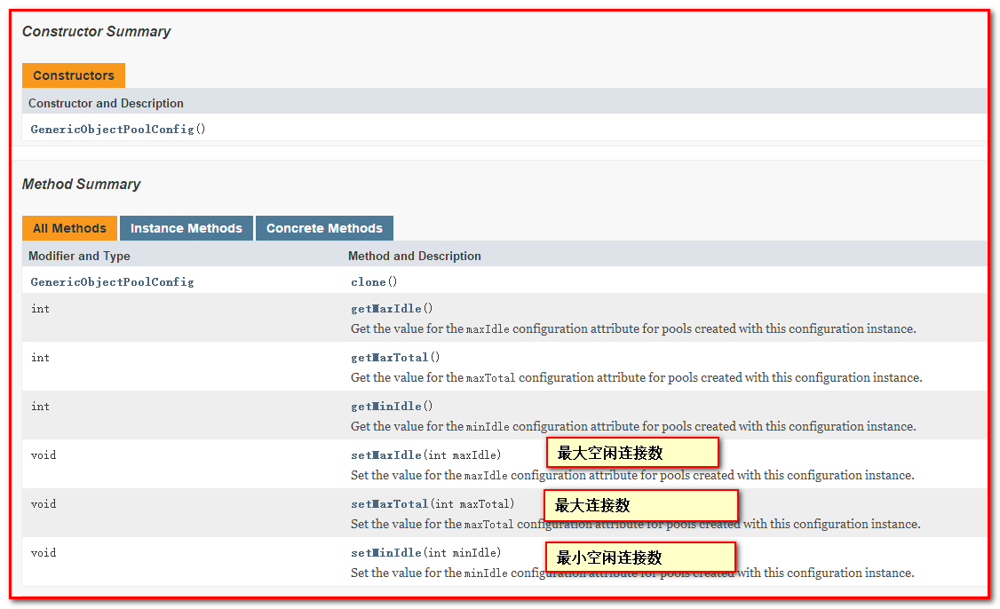 Constructor Summary
Constructors
Constructor and Description
GenericObjectPoolConfig()
Method Summary
All Methods Instance Methods Concrete Methods
Modifier and Type Method and Description
GenericObjectPoolConfig clone()
int getMaxIdle()
Get the value for the maxIdle configuration attribute for pools created with this configuration instance.
int getMaxTotal()
Get the value for the maxTotal configuration attribute for pools created with this configuration instance.
int getMinIdle()
Get the value for the minIdle configuration attribute for pools created with this configuration instance.
void setMaxIdle(int maxIdle) 最大空闲连接数
Set the value for the maxIdle configuration attribute for pools created with this configuration instance.
void setMaxTotal(int maxTotal) 最大连接数
Set the value for the maxTotal configuration attribute for pools created with this configuration instance.
void setMinIdle(int minIdle) 最小空闲连接数
Set the value for the minIdle configuration attribute for pools created with this configuration instance.